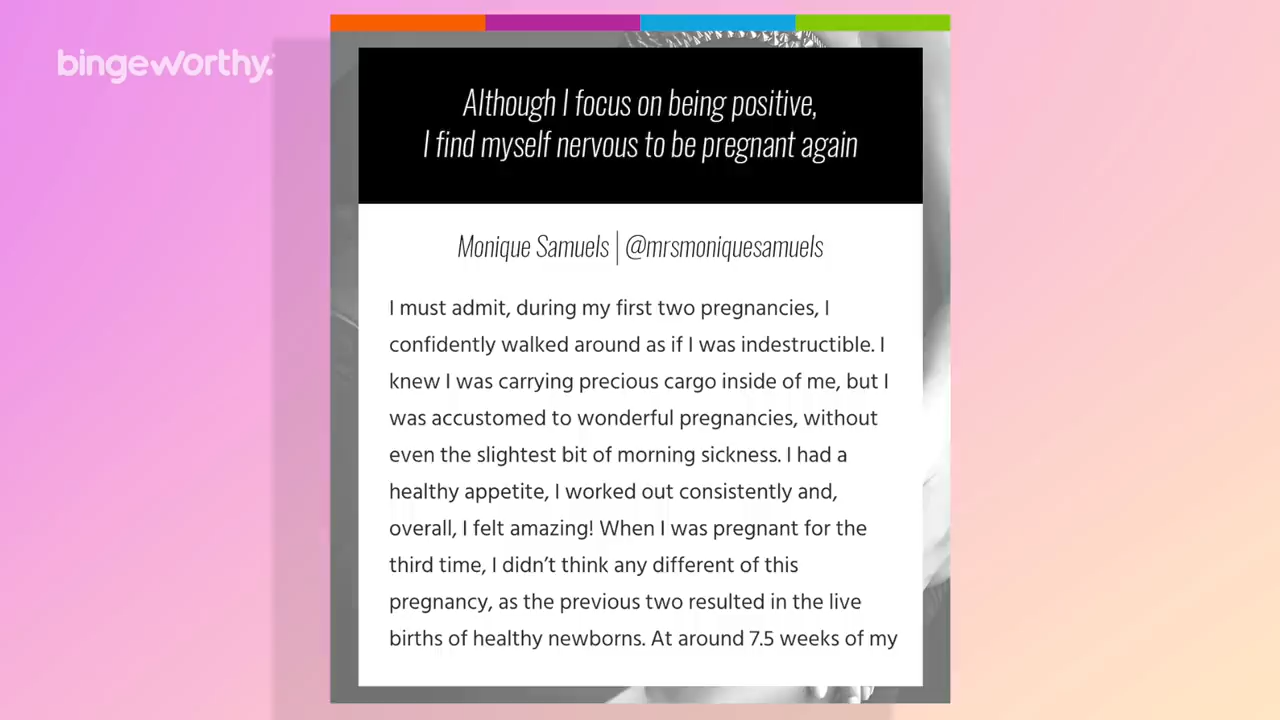 bingeworthy.
Although I focus on being positive,
I find myself nervous to be pregnant again
Monique Samuels | @mrsmoniquesamuels
I must admit, during my first two pregnancies, I
confidently walked around as if I was indestructible. I
knew I was carrying precious cargo inside of me, but I
was accustomed to wonderful pregnancies, without
even the slightest bit of morning sickness. I had a
healthy appetite, I worked out consistently and,
overall, I felt amazing! When I was pregnant for the
third time, I didn’t think any different of this
pregnancy, as the previous two resulted in the live
births of healthy newborns. At around 7.5 weeks of my